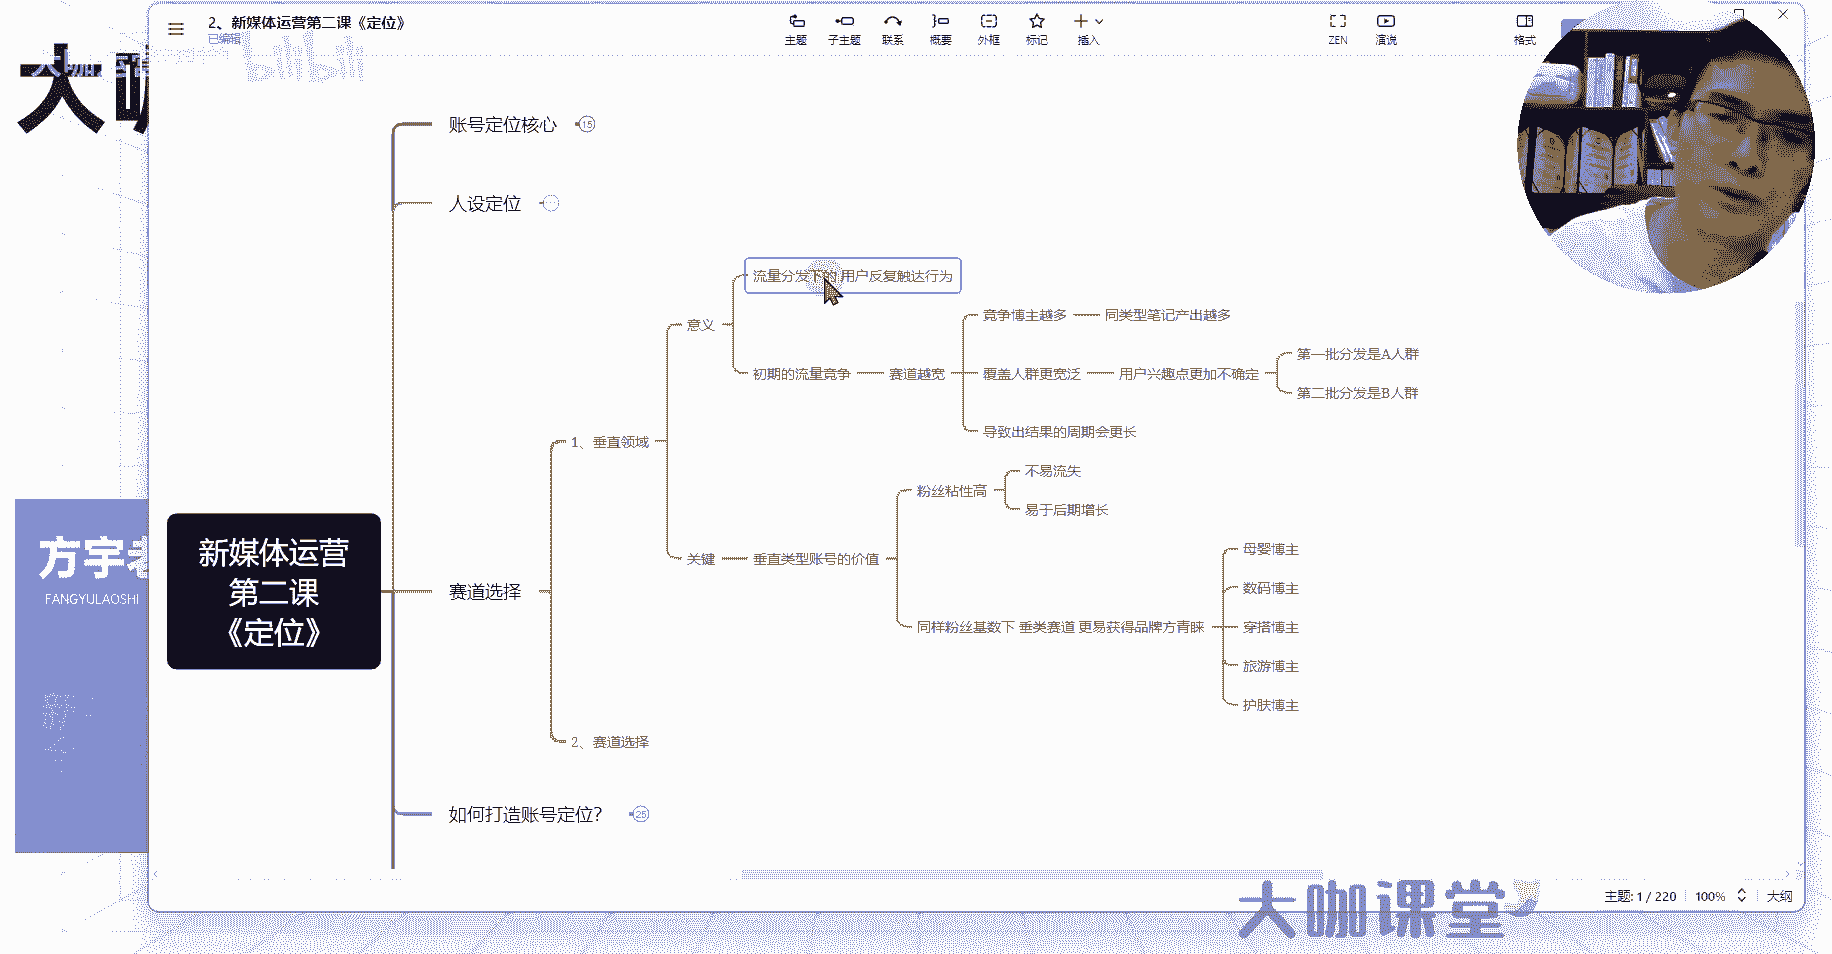 2、新媒体运营第二课《定位》
已编辑
主题
子主题
联系
概要
外框
标记
插入
ZEN
演说
格式
bilibili
大咖
账号定位核心
15
人设定位
流量分发下的 用户反复触达行为
意义
竞争博主越多
同类型笔记产出越多
初期的流量竞争
赛道越宽
覆盖人群更宽泛
用户兴趣点更加不确定
第一批分发是A人群
第二批分发是B人群
导致出结果的周期会更长
1、垂直领域
粉丝粘性高
不易流失
易于后期增长
关键
垂直类型账号的价值
同样粉丝基数下 垂类赛道 更易获得品牌方青睐
母婴博主
数码博主
穿搭博主
旅游博主
护肤博主
新媒体运营
第二课
《定位》
赛道选择
2、赛道选择
如何打造账号定位？
25
方宇老
FANGYULAOSHI
大咖课堂
主题: 1 / 220
100%
大纲